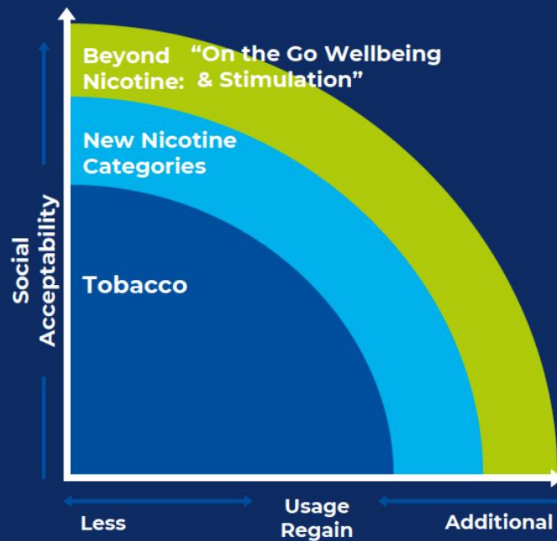 Beyond "On the Go Wellbeing
Nicotine: & Stimulation"
New Nicotine
Categories
Tobacco
Social
Acceptability
Less
Usage
Regain
Additional